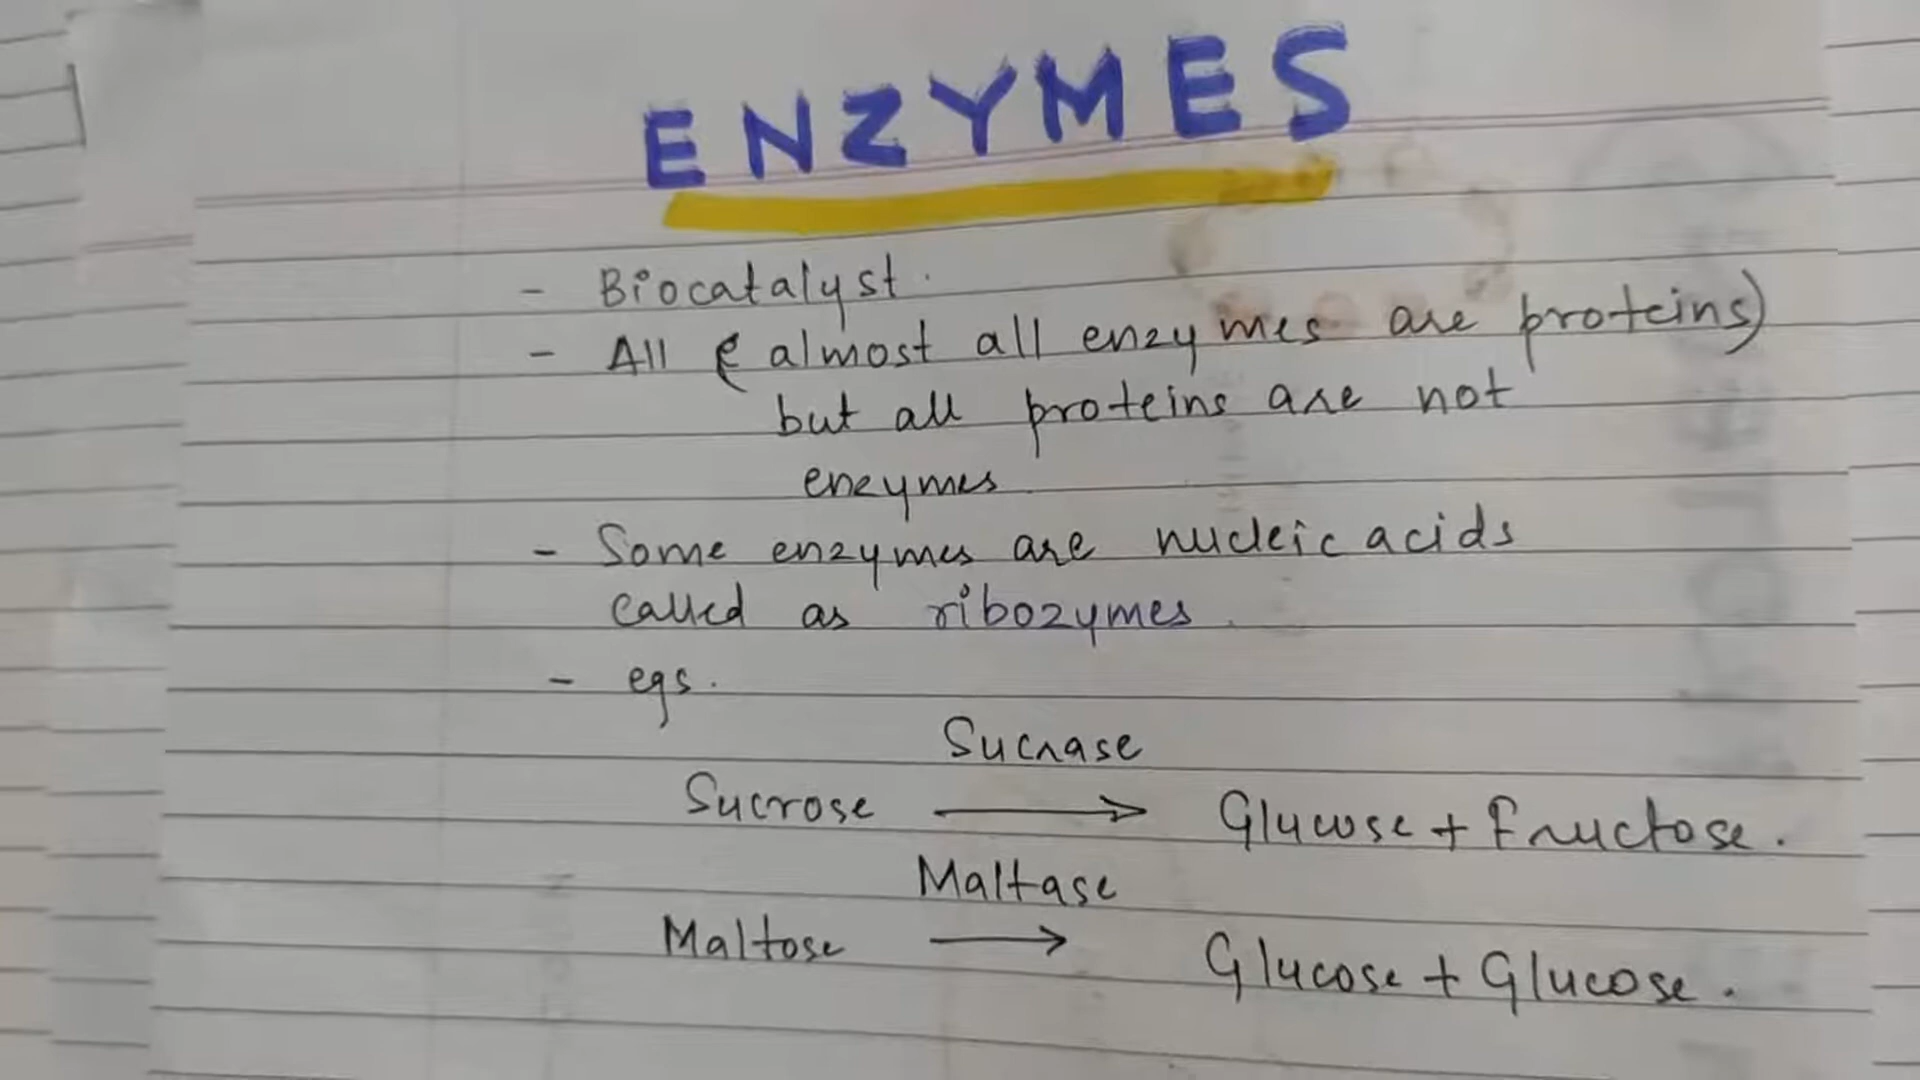 ENZYMES
- Biocatalyst.
- All ( almost all enzymes are proteins)
but all proteins are not
enzymes
- Some enzymes are nucleic acids
called as ribozymes.
- egs.
Sucrase
Sucrose → Glucose + Fructose.
Maltase
Maltose → Glucose + Glucose.